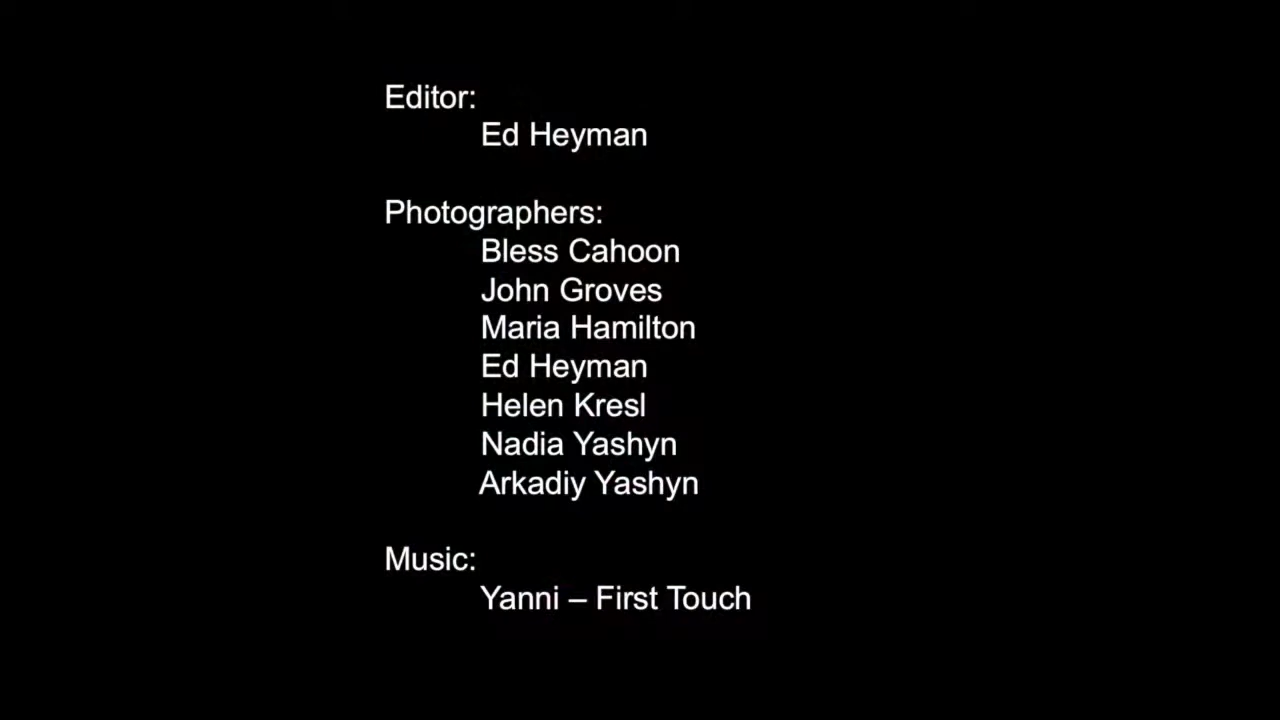 Editor:
Ed Heyman
Photographers:
Bless Cahoon
John Groves
Maria Hamilton
Ed Heyman
Helen Kresl
Nadia Yashyn
Arkadiy Yashyn
Music:
Yanni – First Touch